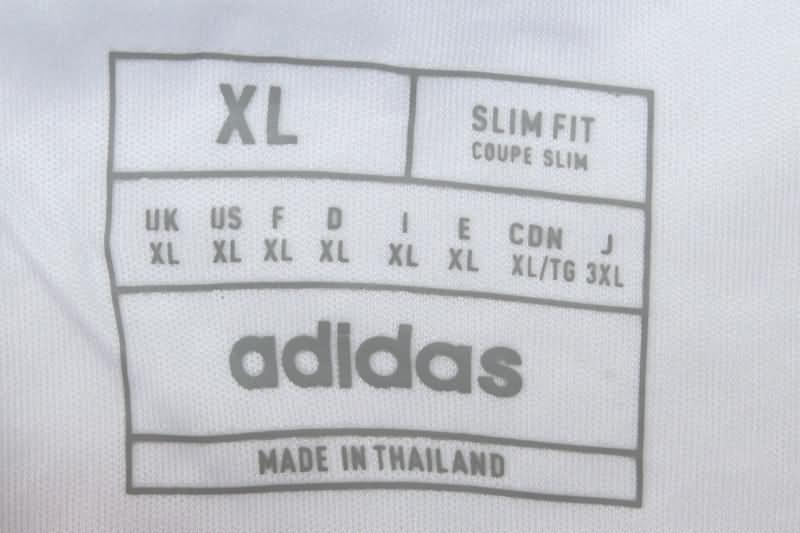 XL
SLIM FIT
COUPE SLIM
UK US F D I E CDN J
XL XL XL XL XL XL XL/TG 3XL
adidas
MADE IN THAILAND